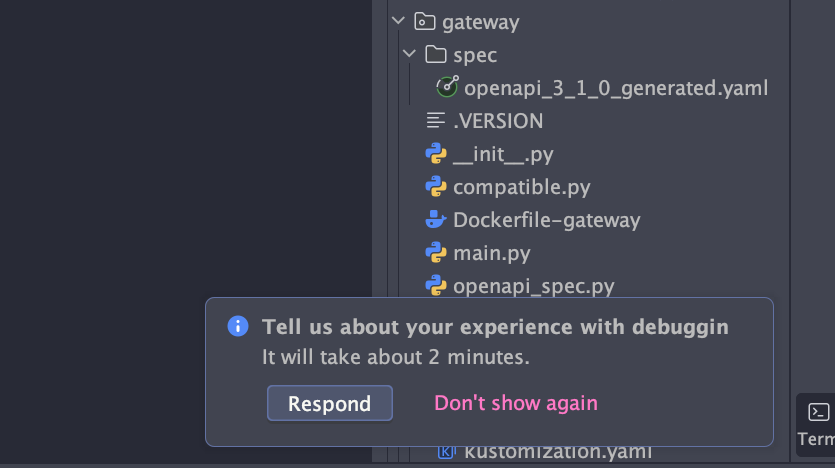 gateway
spec
openapi_3_1_0_generated.yaml
.VERSION
__init__.py
compatible.py
Dockerfile-gateway
main.py
openapi_spec.py
Tell us about your experience with debuggin
It will take about 2 minutes.
Respond
Don't show again
kustomization.yaml
Term